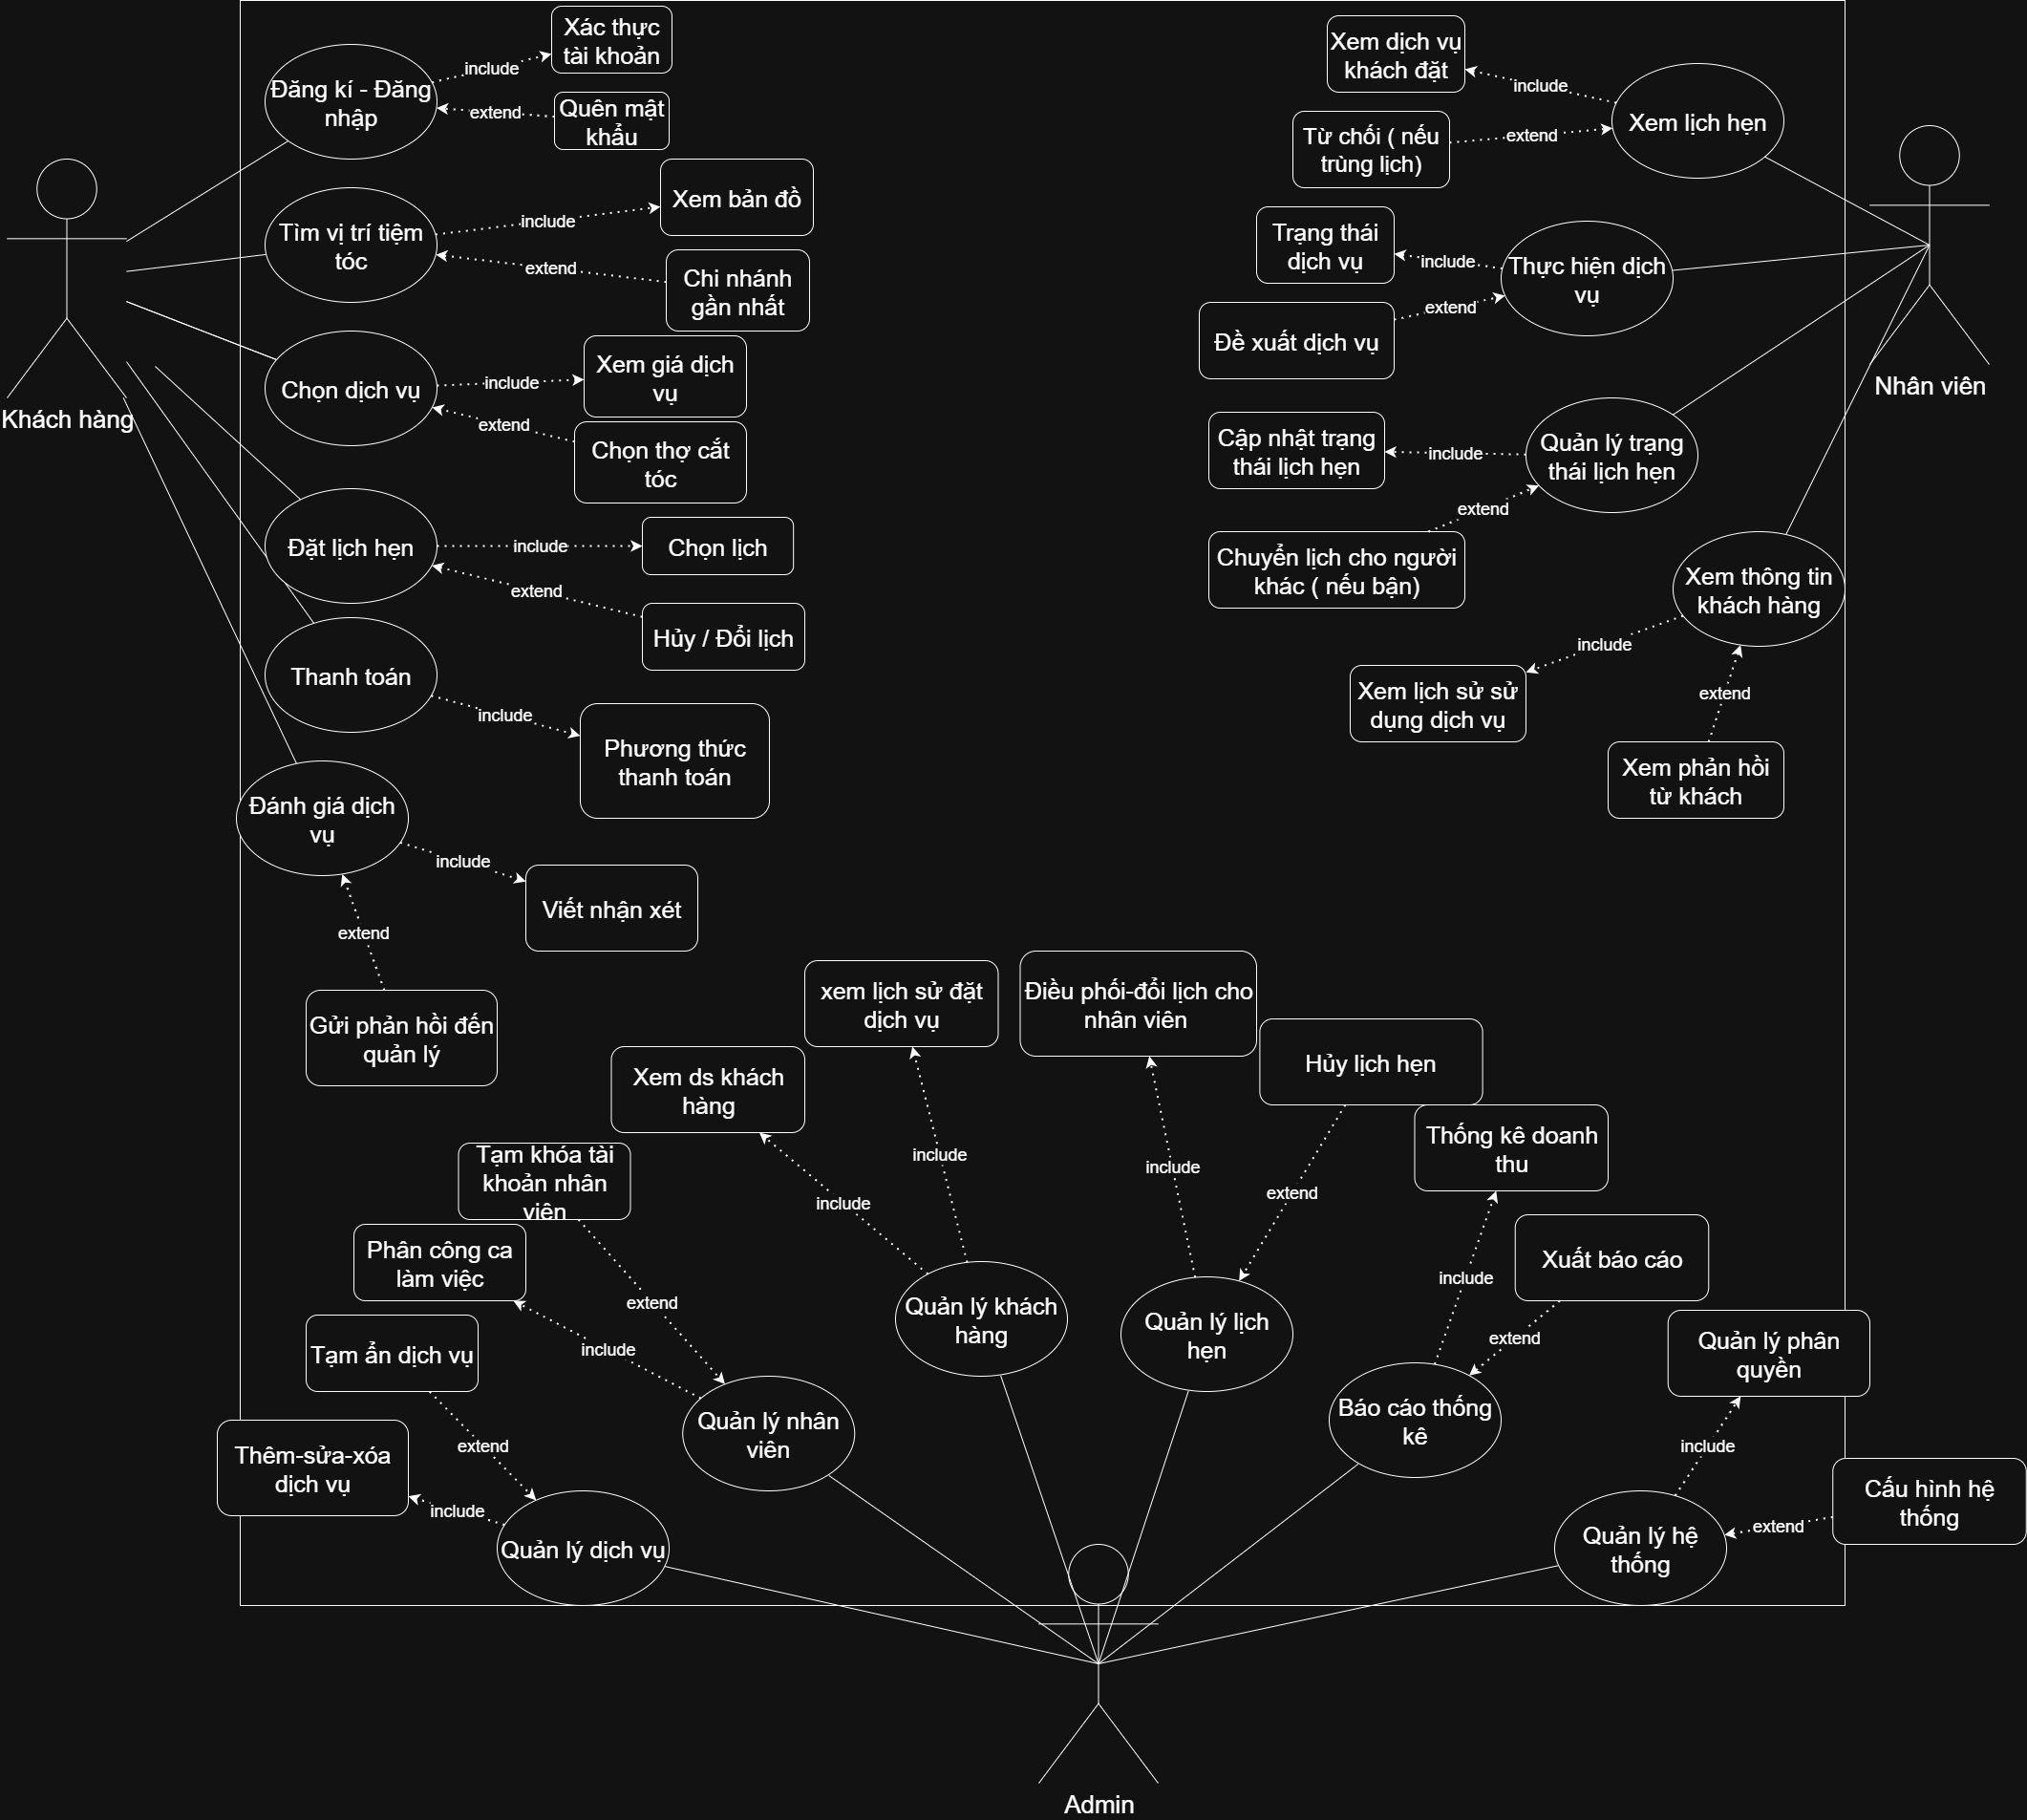 Xác thực
tài khoản
include
Đăng kí - Đăng
nhập
extend
Quên mật
khẩu
Xem bản đồ
include
Tìm vị trí tiệm
tóc
extend
Chi nhánh
gần nhất
Xem giá dịch
vụ
include
Chọn dịch vụ
extend
Chọn thợ cắt
tóc
Khách hàng
Đặt lịch hẹn
include
Chọn lịch
extend
Hủy / Đổi lịch
Thanh toán
include
Phương thức
thanh toán
Đánh giá dịch
vụ
include
Viết nhận xét
extend
Gửi phản hồi đến
quản lý
Xem dịch vụ
khách đặt
include
Xem lịch hẹn
Từ chối ( nếu
trùng lịch)
extend
Trạng thái
dịch vụ
include
Thực hiện dịch
vụ
extend
Đề xuất dịch vụ
Nhân viên
Cập nhật trạng
thái lịch hẹn
include
Quản lý trạng
thái lịch hẹn
extend
Chuyển lịch cho người
khác ( nếu bận)
Xem thông tin
khách hàng
include
Xem lịch sử sử
dụng dịch vụ
extend
Xem phản hồi
từ khách
xem lịch sử đặt
dịch vụ
Điều phối-đổi lịch cho
nhân viên
Hủy lịch hẹn
Xem ds khách
hàng
Thống kê doanh
thu
include
include
include
extend
Tạm khóa tài
khoản nhân
viên
Phân công ca
làm việc
extend
include
Quản lý khách
hàng
Quản lý lịch
hẹn
include
Xuất báo cáo
extend
Tạm ẩn dịch vụ
Quản lý nhân
viên
Báo cáo thống
kê
Quản lý phân
quyền
extend
Thêm-sửa-xóa
dịch vụ
include
Quản lý dịch vụ
include
Cấu hình hệ
thống
extend
Quản lý hệ
thống
Admin